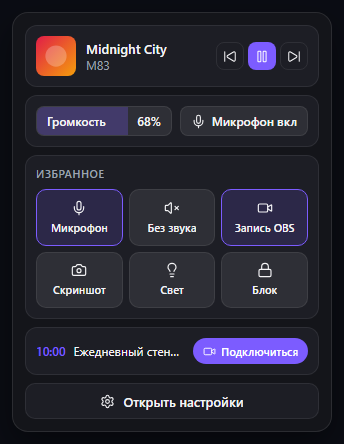 Midnight City
M83
Громкость 68% Микрофон вкл
ИЗБРАННОЕ
Микрофон Без звука Запись OBS
Скриншот Свет Блок
10:00 Ежедневный стен... Подключиться
Открыть настройки